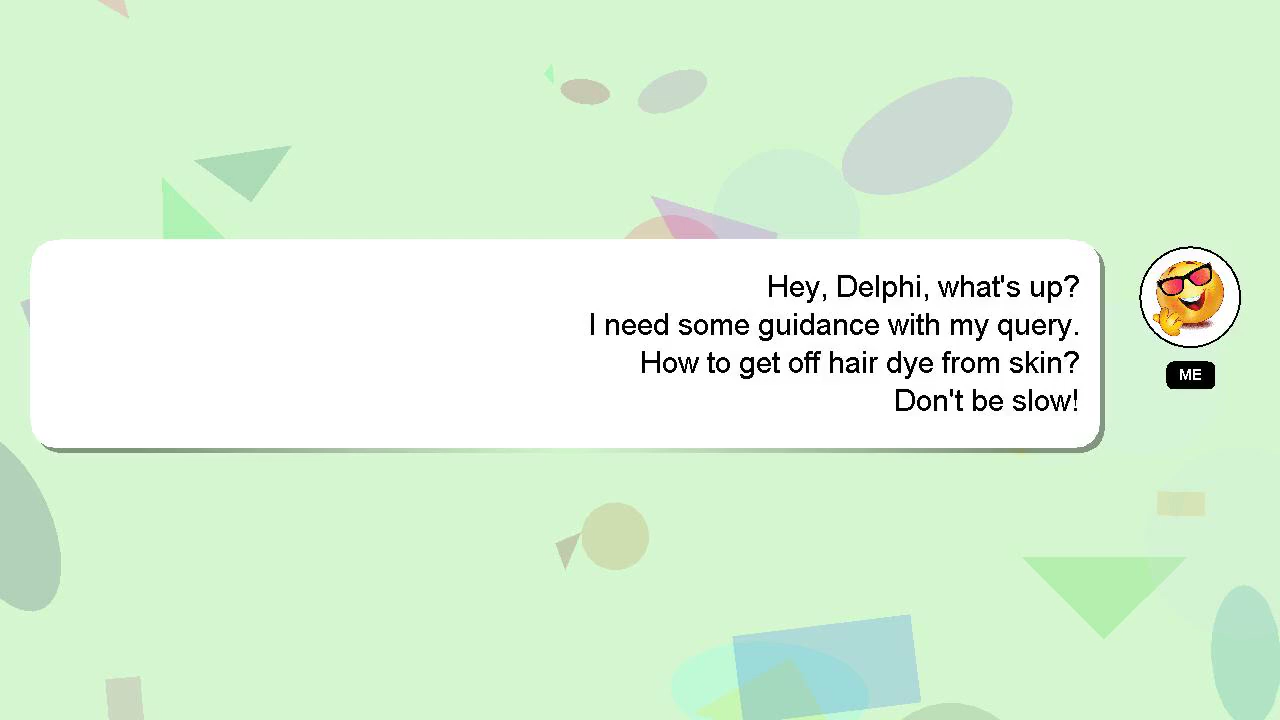 Hey, Delphi, what's up?
I need some guidance with my query.
How to get off hair dye from skin?
Don't be slow!
ME